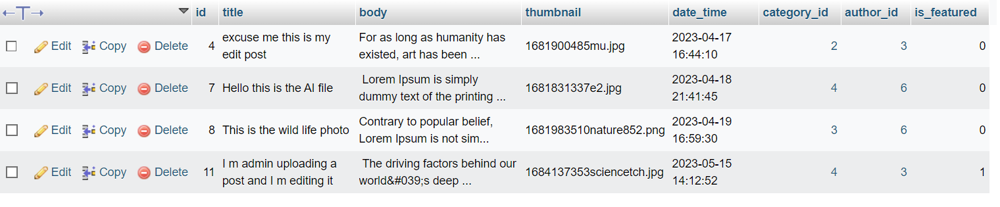 id title body thumbnail date_time category_id author_id is_featured
Edit Copy Delete 4 excuse me this is my For as long as humanity has 1681900485mu.jpg 2023-04-17 2 3 0
edit post existed, art has been ... 16:44:10
Edit Copy Delete 7 Hello this is the AI file Lorem Ipsum is simply 1681831337e2.jpg 2023-04-18 4 6 0
dummy text of the printing ... 21:41:45
Edit Copy Delete 8 This is the wild life photo Contrary to popular belief, 1681983510nature852.png 2023-04-19 3 6 0
Lorem Ipsum is not sim... 16:59:30
Edit Copy Delete 11 I m admin uploading a The driving factors behind our 1684137353sciencetch.jpg 2023-05-15 4 3 1
post and I m editing it world&#039;s deep ... 14:12:52